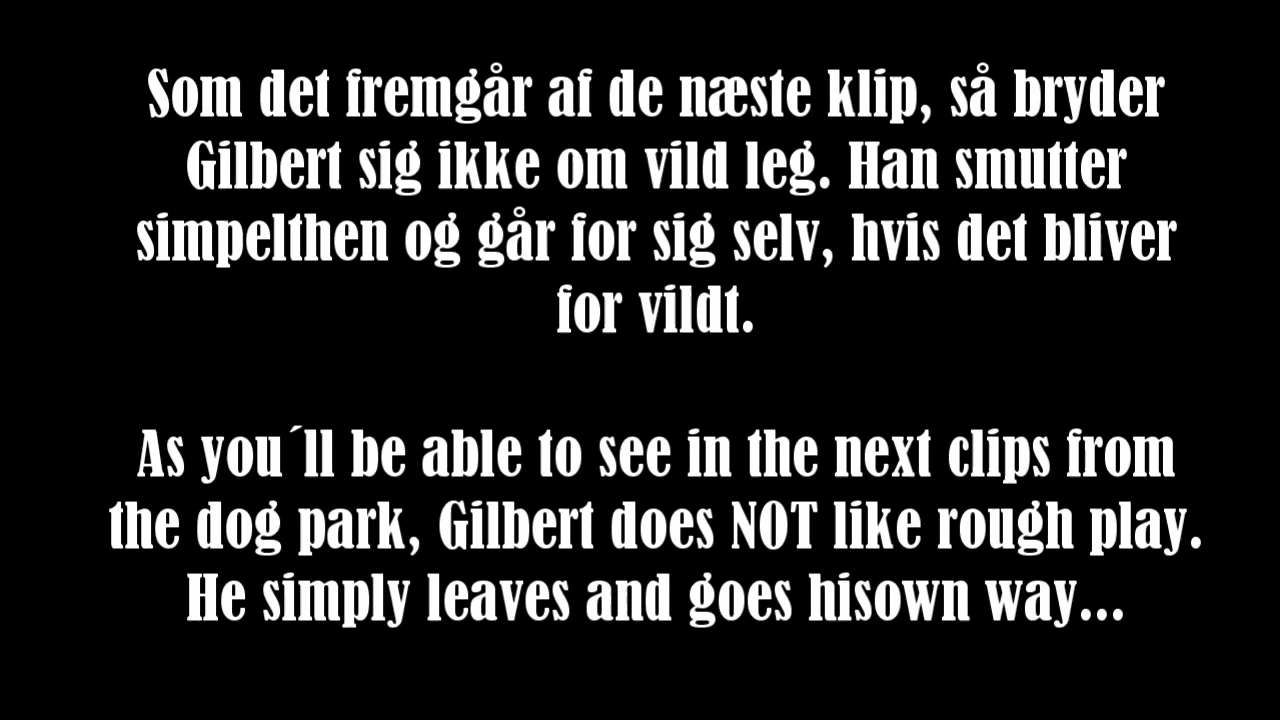 Som det fremgår af de næste klip, så bryder
Gilbert sig ikke om vild leg. Han smutter
simpelthen og går for sig selv, hvis det bliver
for vildt.
As you´ll be able to see in the next clips from
the dog park, Gilbert does NOT like rough play.
He simply leaves and goes hisown way...